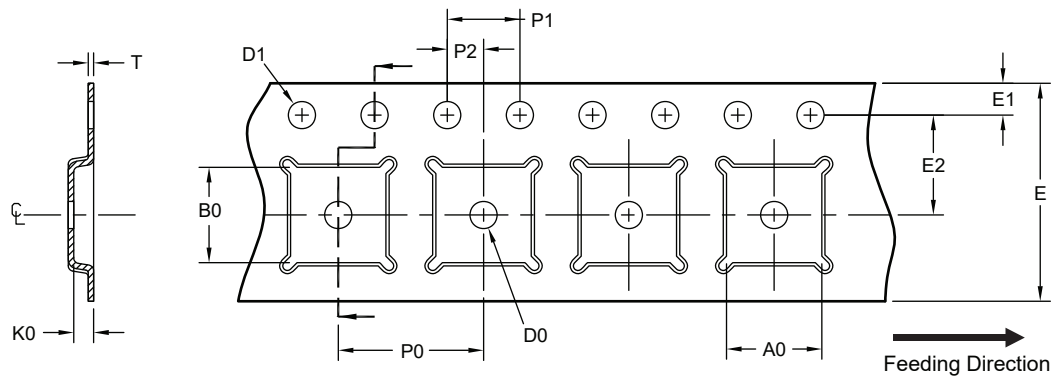 P1
P2
D1
T
E1
E2
B0
E
℄
K0
P0
D0
A0
Feeding Direction